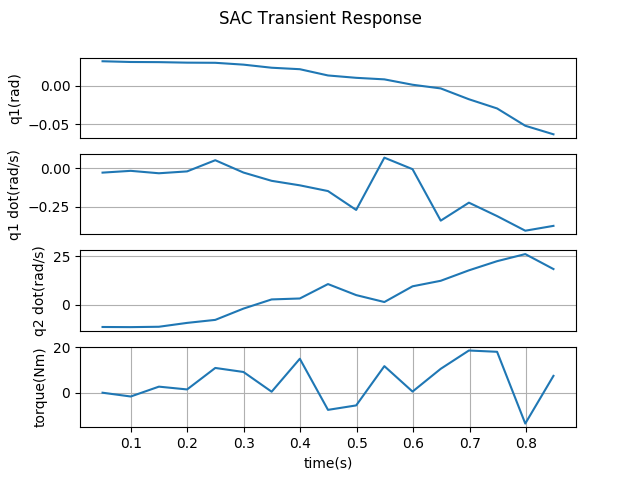 SAC Transient Response
q1(rad)
0.00
−0.05
q1 dot(rad/s)
0.00
−0.25
q2 dot(rad/s)
25
0
torque(Nm)
20
0
0.1 0.2 0.3 0.4 0.5 0.6 0.7 0.8
time(s)